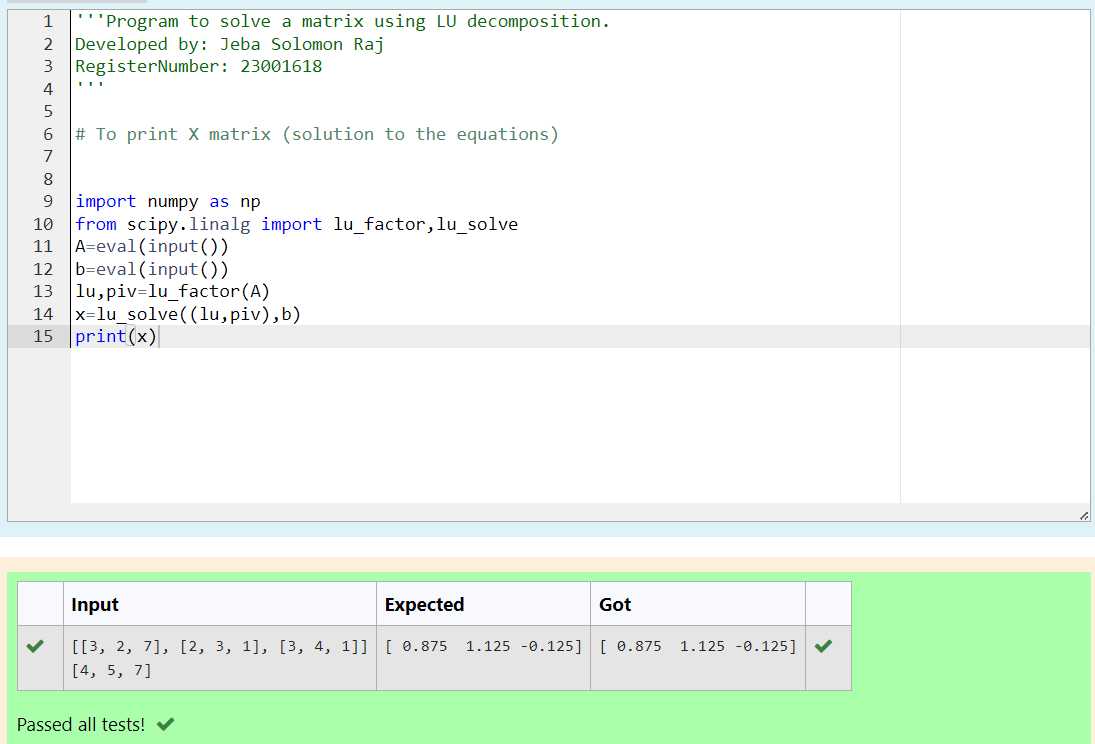 1 '''Program to solve a matrix using LU decomposition.
2 Developed by: Jeba Solomon Raj
3 RegisterNumber: 23001618
4 '''
5
6 # To print X matrix (solution to the equations)
7
8
9 import numpy as np
10 from scipy.linalg import lu_factor,lu_solve
11 A=eval(input())
12 b=eval(input())
13 lu,piv=lu_factor(A)
14 x=lu_solve((lu,piv),b)
15 print(x)
Input Expected Got
[[3, 2, 7], [2, 3, 1], [3, 4, 1]] [ 0.875  1.125 -0.125] [ 0.875  1.125 -0.125]
[4, 5, 7]
Passed all tests!